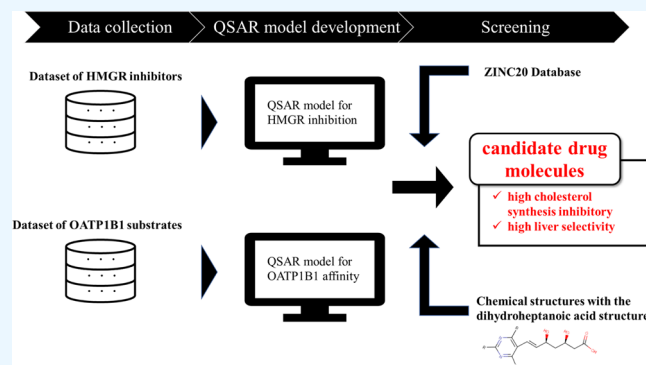 Data collection
QSAR model development
Screening
Dataset of HMGR inhibitors
QSAR model for
HMGR inhibition
ZINC20 Database
candidate drug
molecules
✓ high cholesterol
synthesis inhibitory
✓ high liver selectivity
Dataset of OATP1B1 substrates
QSAR model for
OATP1B1 affinity
Chemical structures with the
dihydroheptanoic acid structure